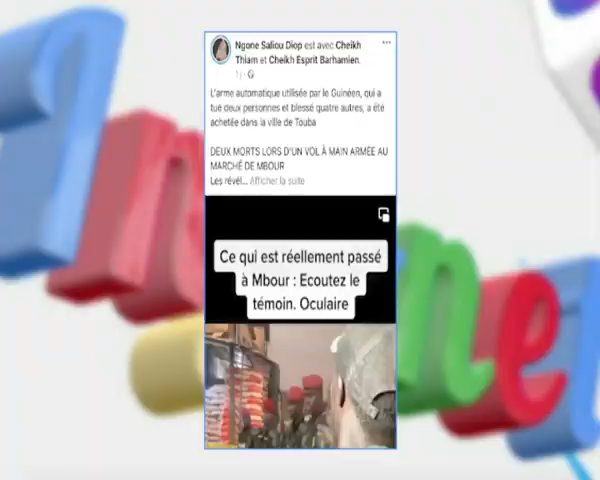 Ngone Saliou Diop est avec Cheikh
Thiam et Cheikh Esprit Barhamien.
1j
L'arme automatique utilisée par le Guinéen, qui a
tué deux personnes et blessé quatre autres, a été
achetée dans la ville de Touba
DEUX MORTS LORS D'UN VOL À MAIN ARMÉE AU
MARCHÉ DE MBOUR
Les révél... Afficher la suite
Ce qui est réellement passé
à Mbour : Ecoutez le
témoin. Oculaire